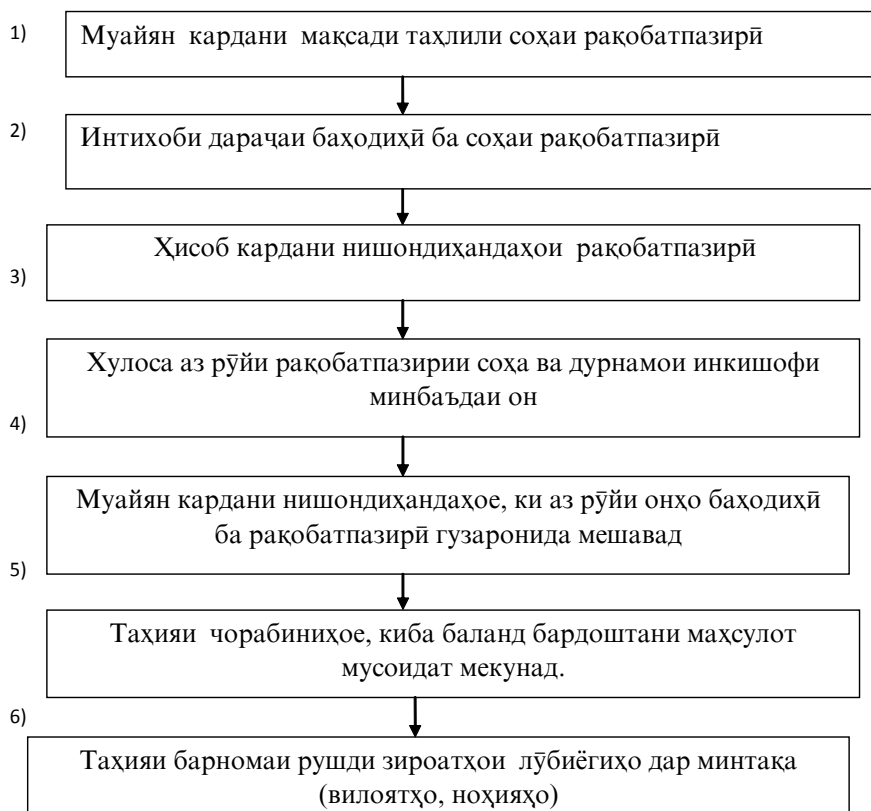 1)
Муайян кардани мақсади таҳлили соҳаи рақобатпазирӣ
2)
Интихоби дараҷаи баҳодиҳӣ ба соҳаи рақобатпазирӣ
Ҳисоб кардани нишондиҳандаҳои рақобатпазирӣ
3)
Хулоса аз рӯйи рақобатпазирии соҳа ва дурнамои инкишофи
минбаъдаи он
4)
Муайян кардани нишондиҳандаҳое, ки аз рӯйи онҳо баҳодиҳӣ
ба рақобатпазирӣ гузаронида мешавад
5)
Таҳияи чорабиниҳое, киба баланд бардоштани маҳсулот
мусоидат мекунад.
6)
Таҳияи барномаи рушди зироатҳои лӯбиёгиҳо дар минтақа
(вилоятҳо, ноҳияҳо)